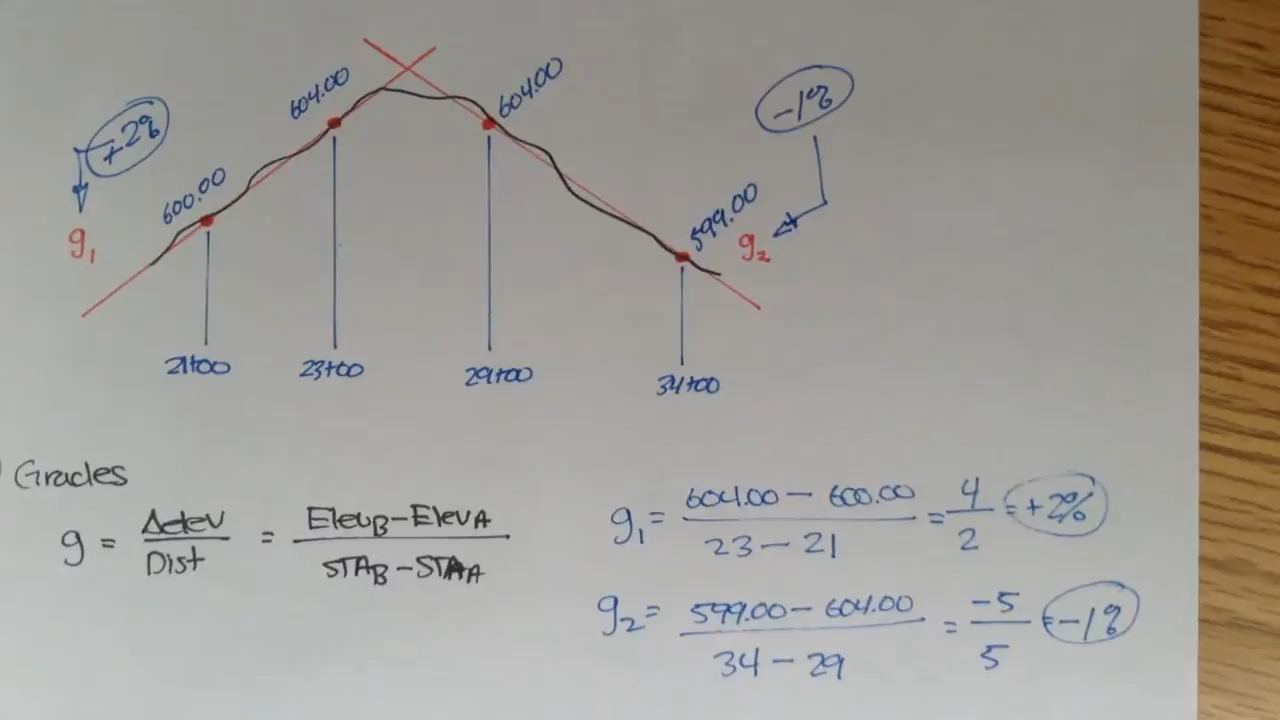 604.00
604.00
-1%
+2%
600.00
599.00
g1
g2
21+00
23+00
29+00
34+00
Grades
g = Δelev / Dist = ElevB - ElevA / STAB - STAA
g1 = 604.00 - 600.00 / 23 - 21 = 4 / 2 = +2%
g2 = 599.00 - 604.00 / 34 - 29 = -5 / 5 = -1%